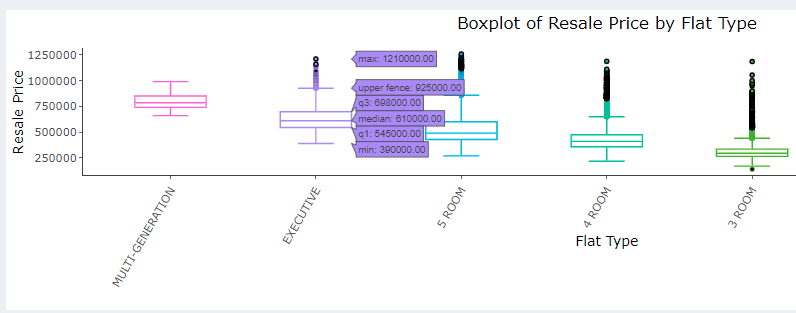 Boxplot of Resale Price by Flat Type
Resale Price
1250000
1000000
750000
500000
250000
max: 1210000.00
upper fence: 925000.00
q3: 698000.00
median: 610000.00
q1: 545000.00
min: 390000.00
MULTI-GENERATION
EXECUTIVE
5 ROOM
4 ROOM
3 ROOM
Flat Type